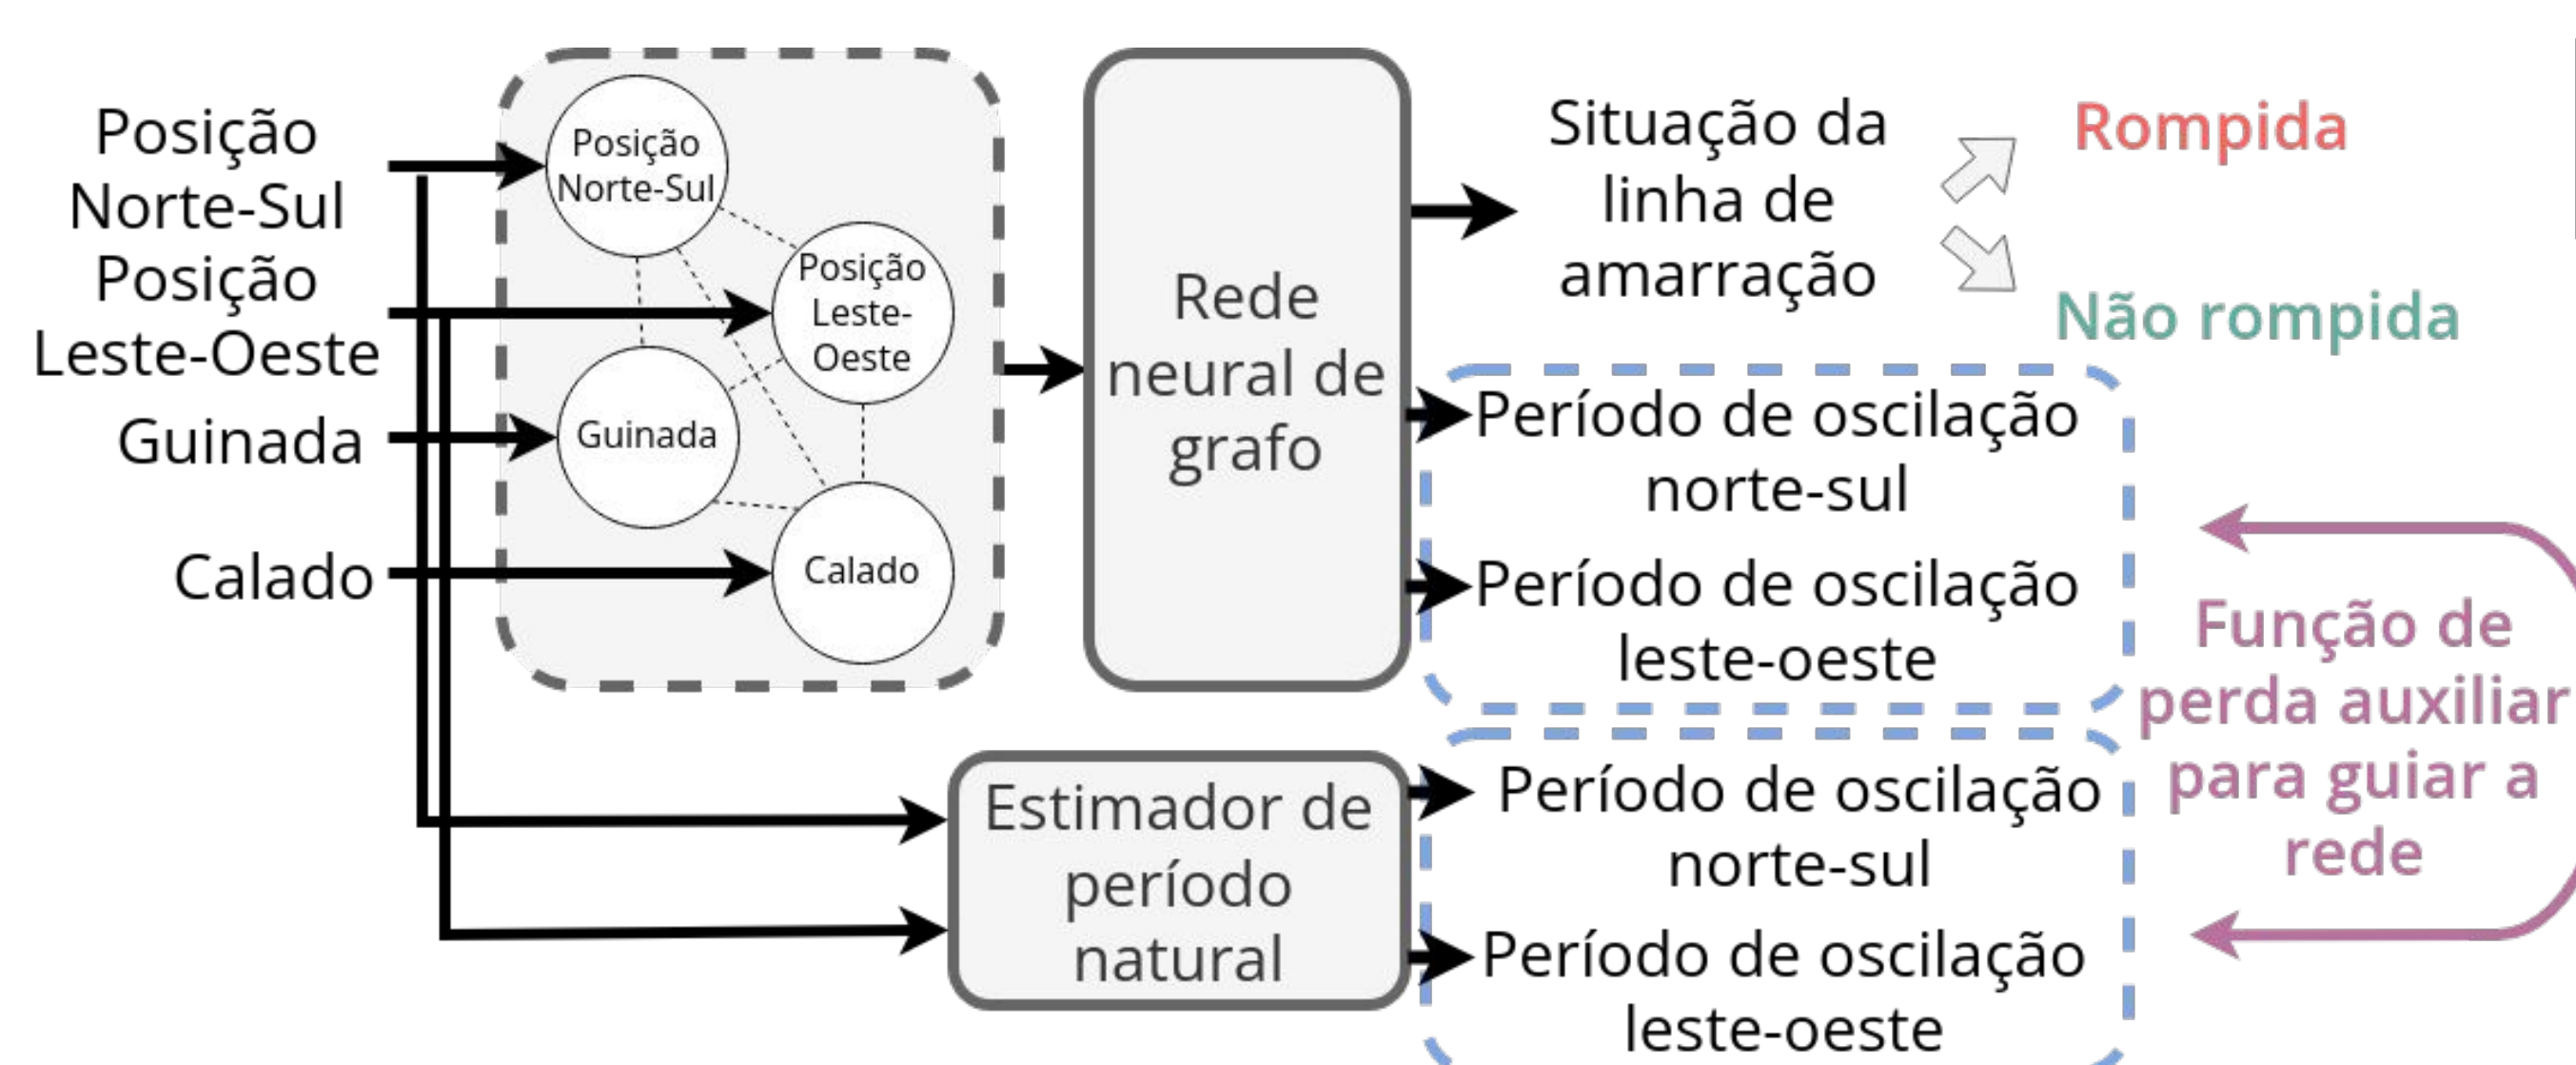 Posição
Norte-Sul
Posição
Leste-Oeste
Guinada
Calado
Posição
Norte-Sul
Posição
Leste-
Oeste
Guinada
Calado
Rede
neural de
grafo
Situação da
linha de
amarração
Rompida
Não rompida
Período de oscilação
norte-sul
Período de oscilação
leste-oeste
Estimador de
período
natural
Período de oscilação
norte-sul
Período de oscilação
leste-oeste
Função de
perda auxiliar
para guiar a
rede